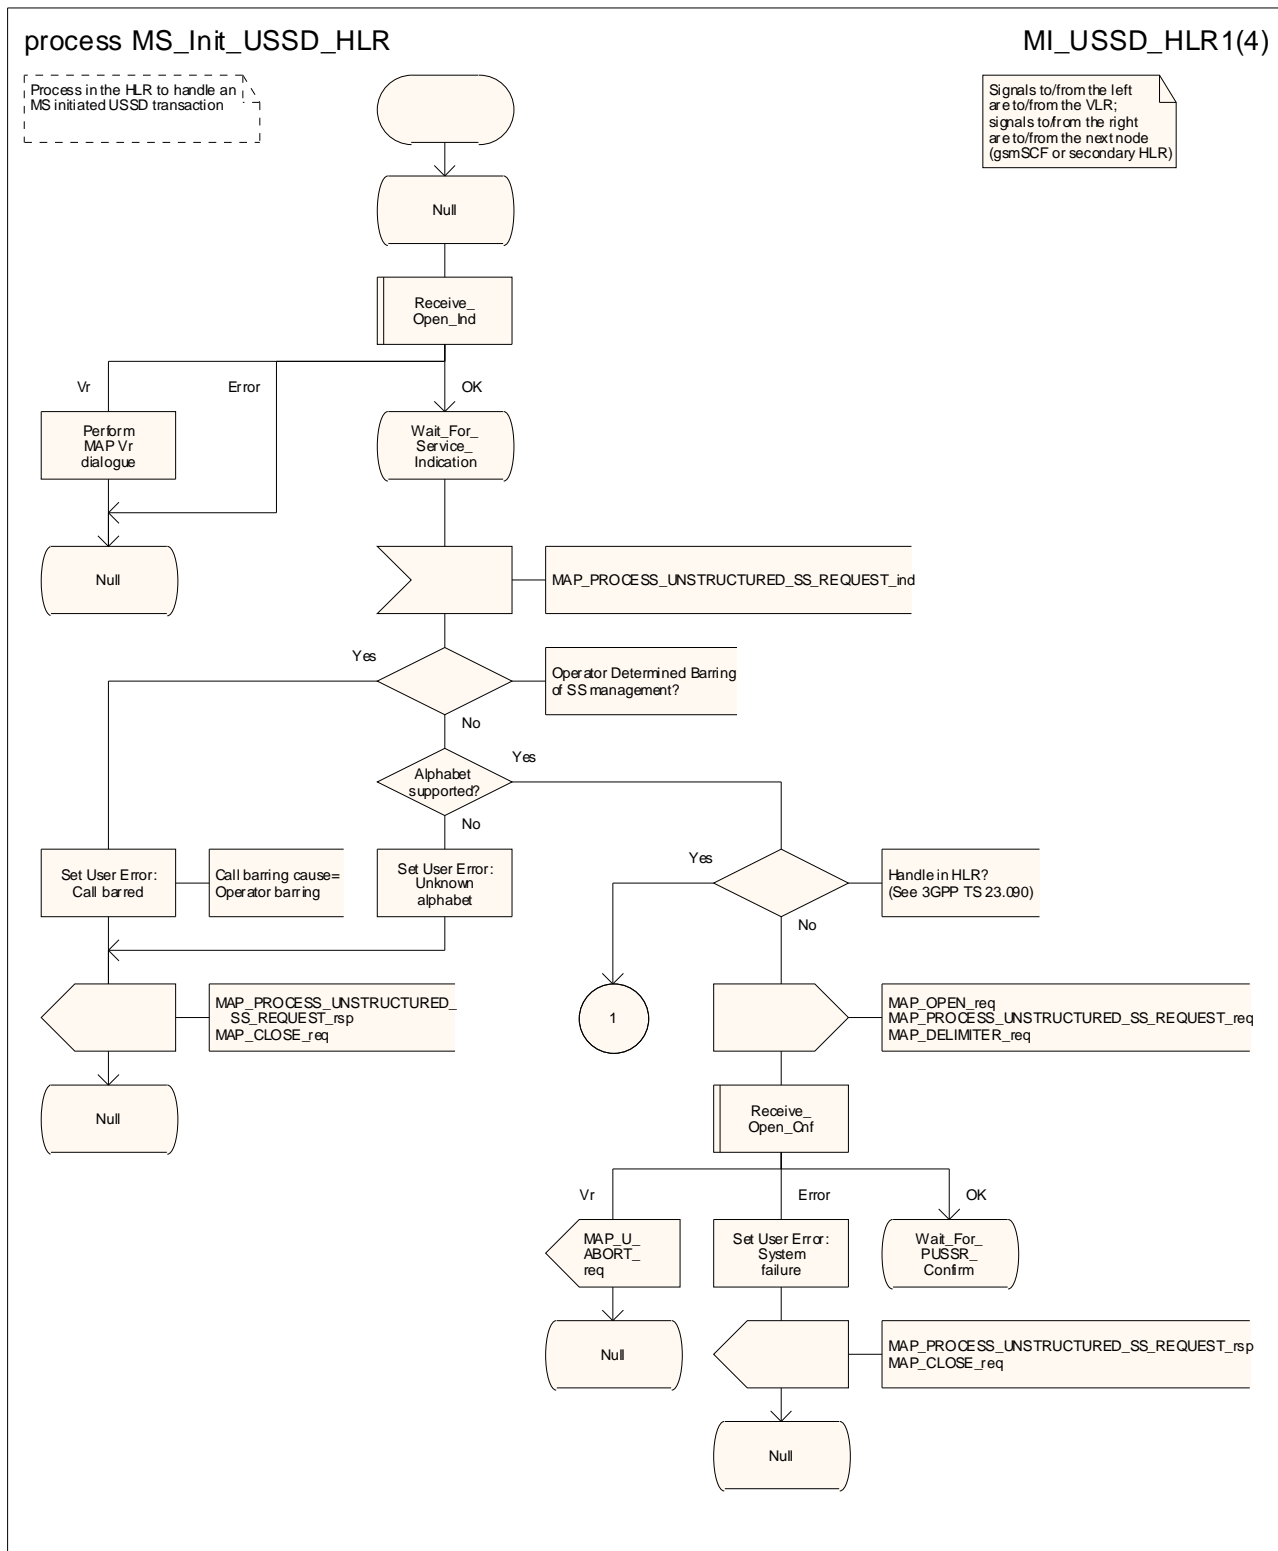 process MS_Init_USSD_HLR
MI_USSD_HLR1(4)
Process in the HLR to handle an
MS initiated USSD transaction
Signals to/from the left
are to/from the VLR;
signals to/from the right
are to/from the next node
(gsmSCF or secondary HLR)
Null
Receive_
Open_Ind
Vr
Error
OK
Perform
MAP Vr
dialogue
Wait_For_
Service_
Indication
Null
MAP_PROCESS_UNSTRUCTURED_SS_REQUEST_ind
Yes
Operator Determined Barring
of SS management?
No
Yes
Alphabet
supported?
No
Set User Error:
Call barred
Call barring cause=
Operator barring
Set User Error:
Unknown
alphabet
Yes
Handle in HLR?
(See 3GPP TS 23.090)
No
MAP_PROCESS_UNSTRUCTURED_
SS_REQUEST_rsp
MAP_CLOSE_req
1
MAP_OPEN_req
MAP_PROCESS_UNSTRUCTURED_SS_REQUEST_req
MAP_DELIMITER_req
Null
Receive_
Open_Cnf
Vr
Error
OK
MAP_U_
ABORT_
req
Set User Error:
System
failure
Wait_For_
PUSSR_
Confirm
Null
MAP_PROCESS_UNSTRUCTURED_SS_REQUEST_rsp
MAP_CLOSE_req
Null